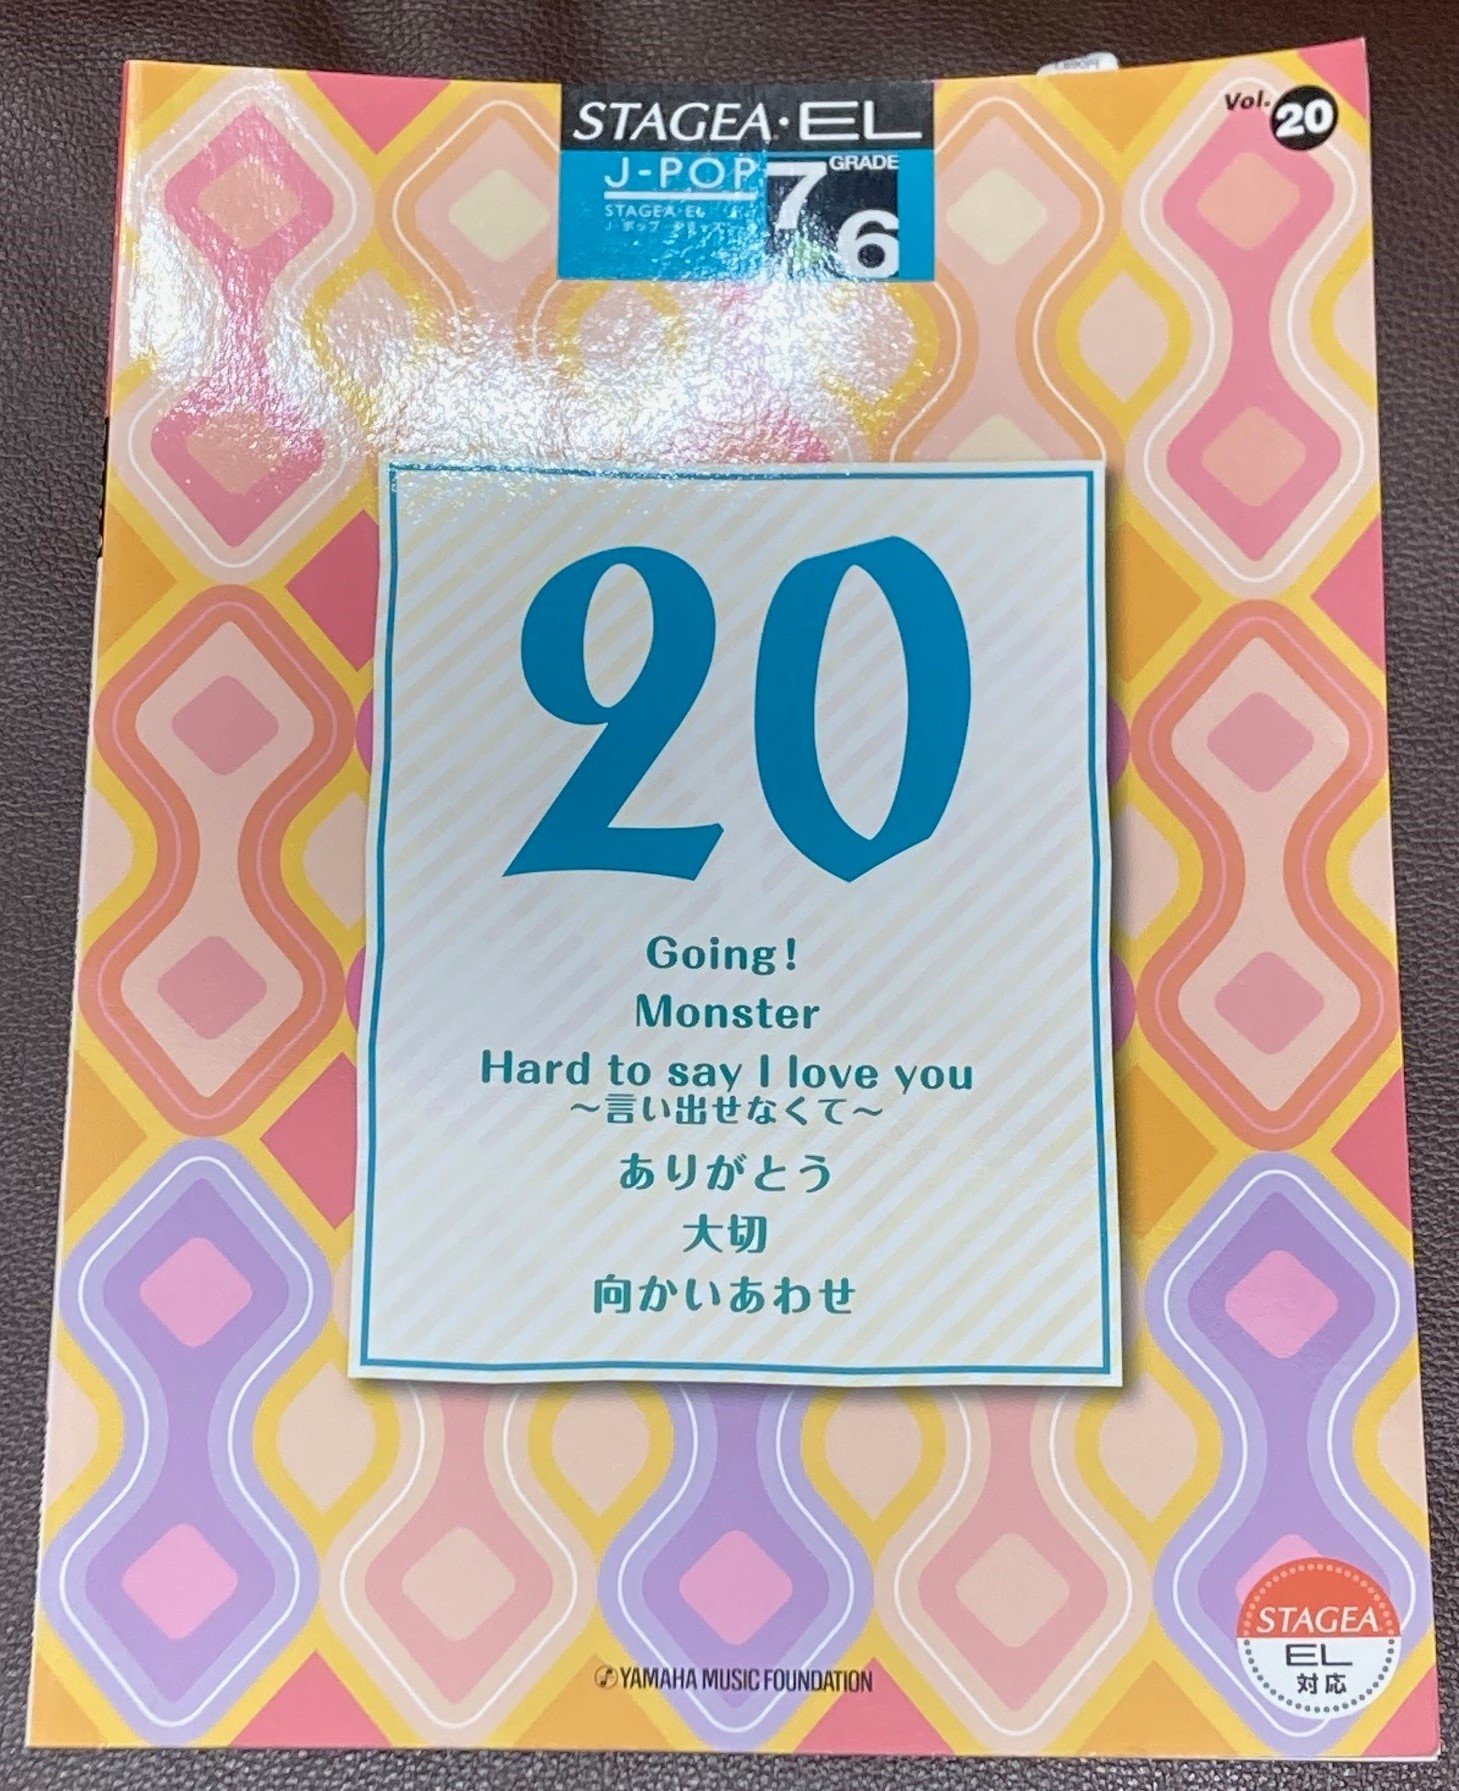 STAGEA・EL
Vol. 20
J-POP
GRADE
7
6
STAGEA・EL
20
Going!
Monster
Hard to say I love you
～言い出せなくて～
ありがとう
大切
向かいあわせ
YAMAHA MUSIC FOUNDATION
STAGEA
EL
対応